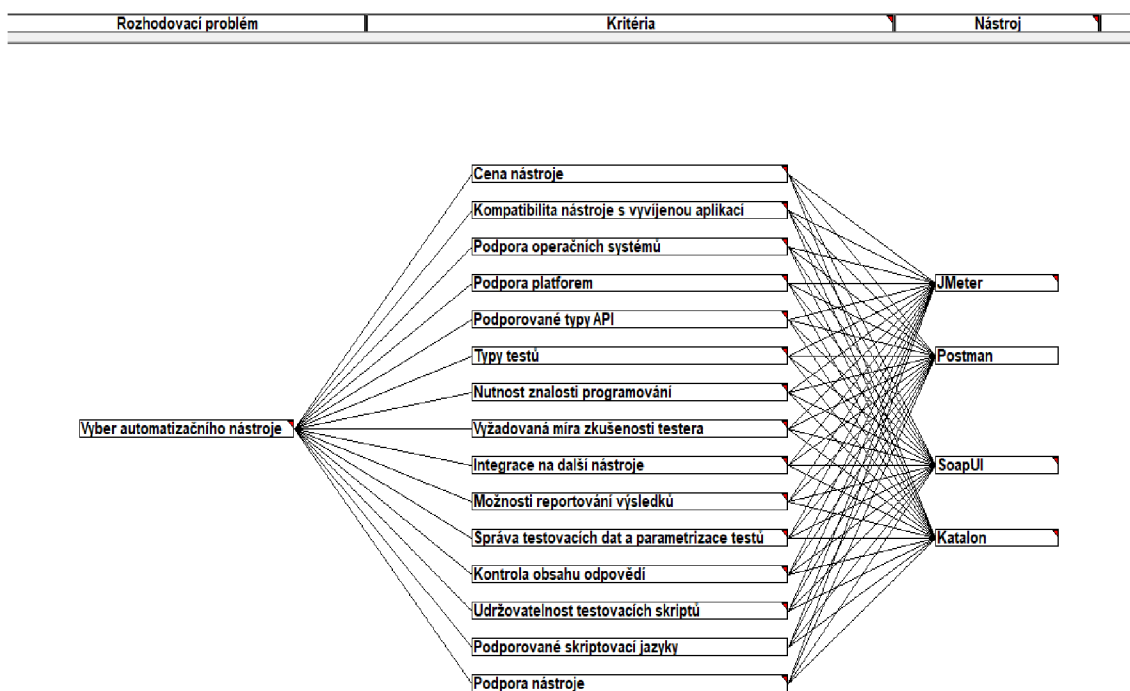 Rozhodovací problém
Kritéria
Nástroj
Vyber automatizačního nástroje
Cena nástroje
Kompatibilita nástroje s vyvíjenou aplikací
Podpora operačních systémů
Podpora platforem
Podporované typy API
Typy testů
Nutnost znalosti programování
Vyžadovaná míra zkušenosti testera
Integrace na další nástroje
Možnosti reportování výsledků
Správa testovacích dat a parametrizace testů
Kontrola obsahu odpovědí
Udržovatelnost testovacích skriptů
Podporované skriptovací jazyky
Podpora nástroje
JMeter
Postman
SoapUI
Katalon